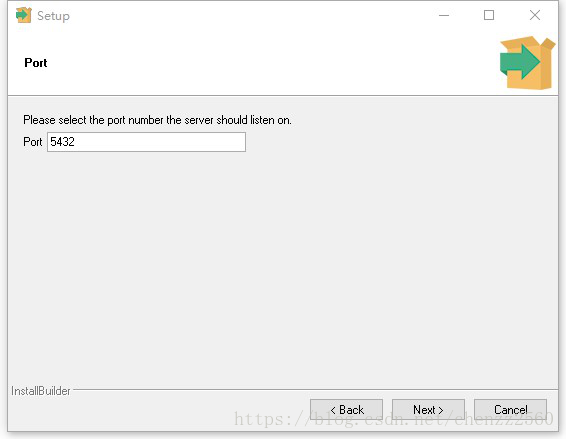 Setup
Port
Please select the port number the server should listen on.
Port 5432
InstallBuilder
< Back Next > Cancel
https://blog.csdn.net/chenzz2560